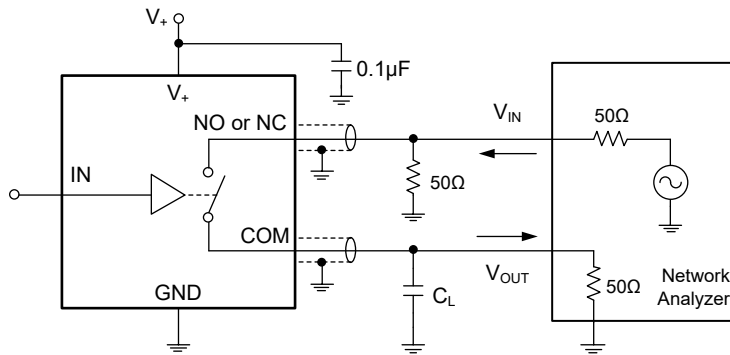 V+
0.1µF
V+
NO or NC
VIN
50Ω
50Ω
IN
COM
VOUT
CL
50Ω
GND
Network
Analyzer